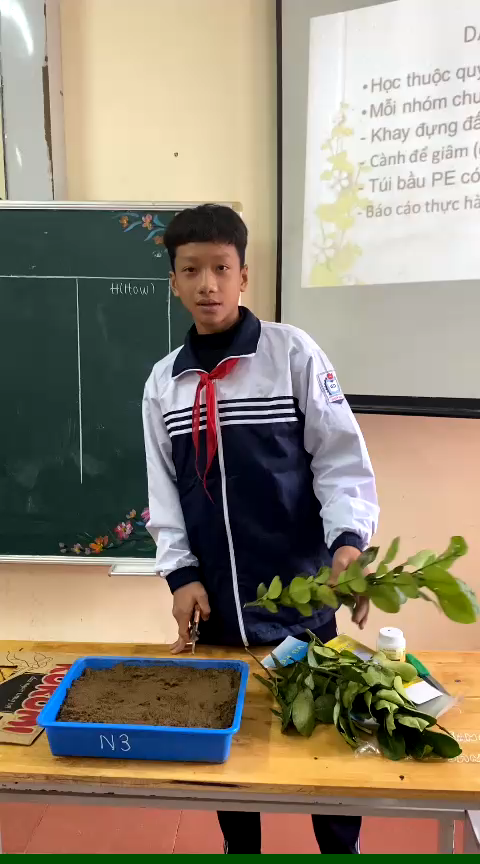 DA
•Học thuộc quy
•Mỗi nhóm chu
- Khay đựng đấ
- Cành để giâm (
- Túi bầu PE có
- Báo cáo thực hà
H(How)
N3